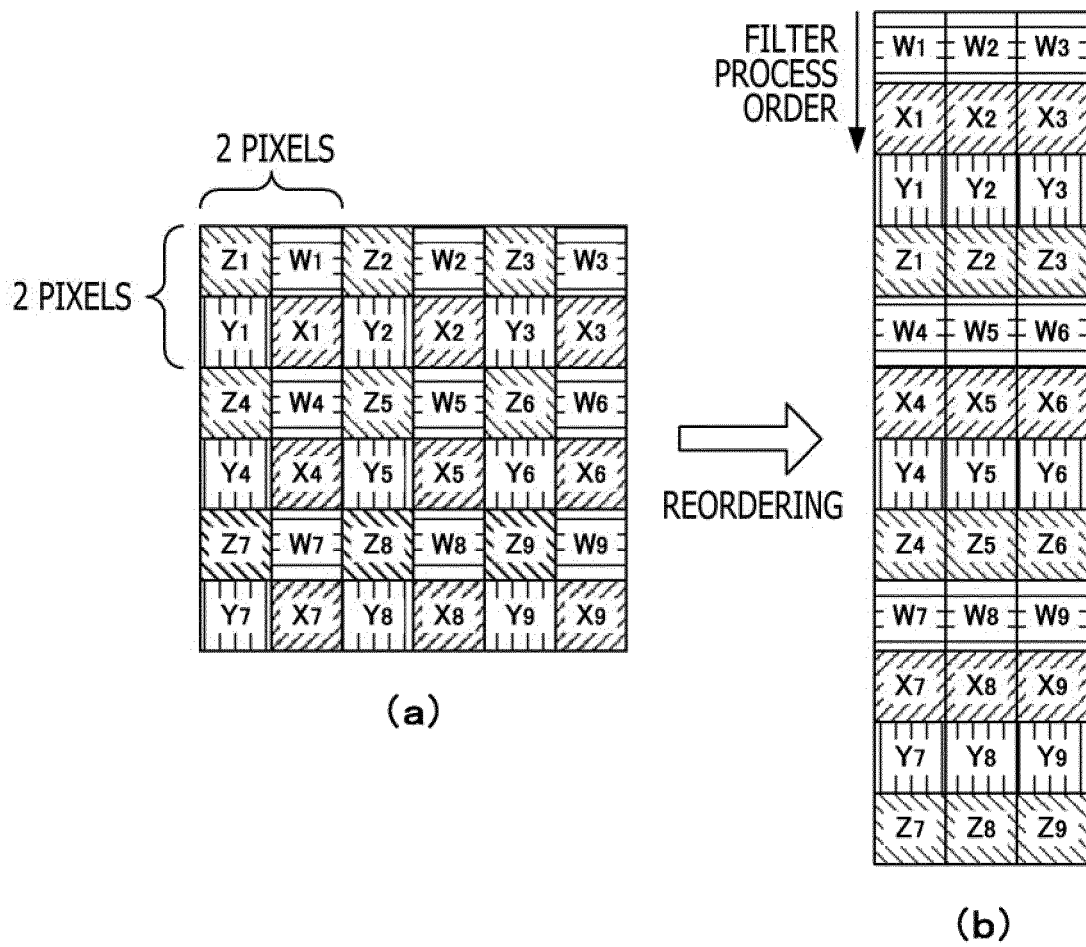 2 PIXELS
2 PIXELS
Z1 W1 Z2 W2 Z3 W3
Y1 X1 Y2 X2 Y3 X3
Z4 W4 Z5 W5 Z6 W6
Y4 X4 Y5 X5 Y6 X6
Z7 W7 Z8 W8 Z9 W9
Y7 X7 Y8 X8 Y9 X9
(a)
REORDERING
FILTER
PROCESS
ORDER
W1 W2 W3
X1 X2 X3
Y1 Y2 Y3
Z1 Z2 Z3
W4 W5 W6
X4 X5 X6
Y4 Y5 Y6
Z4 Z5 Z6
W7 W8 W9
X7 X8 X9
Y7 Y8 Y9
Z7 Z8 Z9
(b)